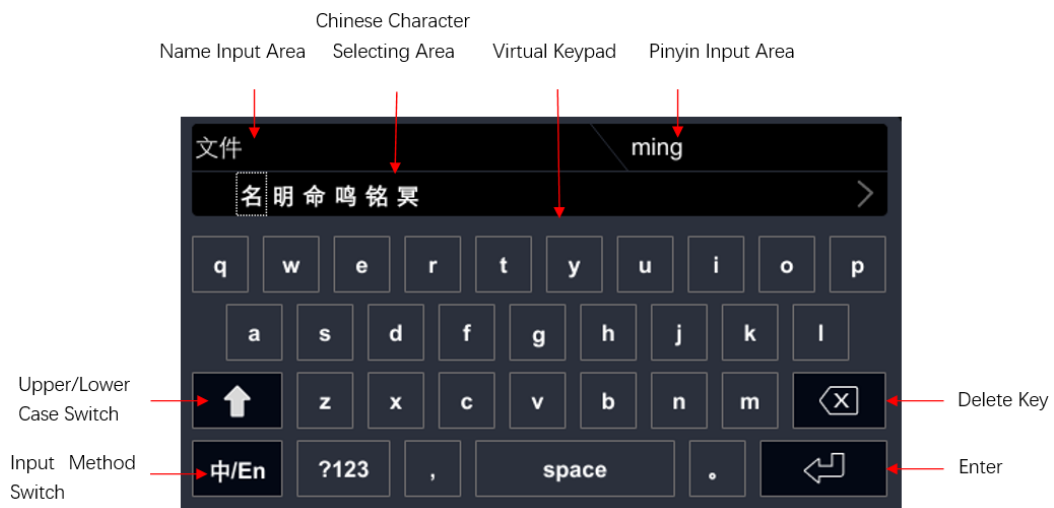 Chinese Character
Name Input Area Selecting Area Virtual Keypad Pinyin Input Area
文件 ming
名 明 命 鸣 铭 冥
q w e r t y u i o p
a s d f g h j k l
Upper/Lower
Case Switch
z x c v b n m
Delete Key
Input Method
Switch
中/En ?123 , space 。
Enter